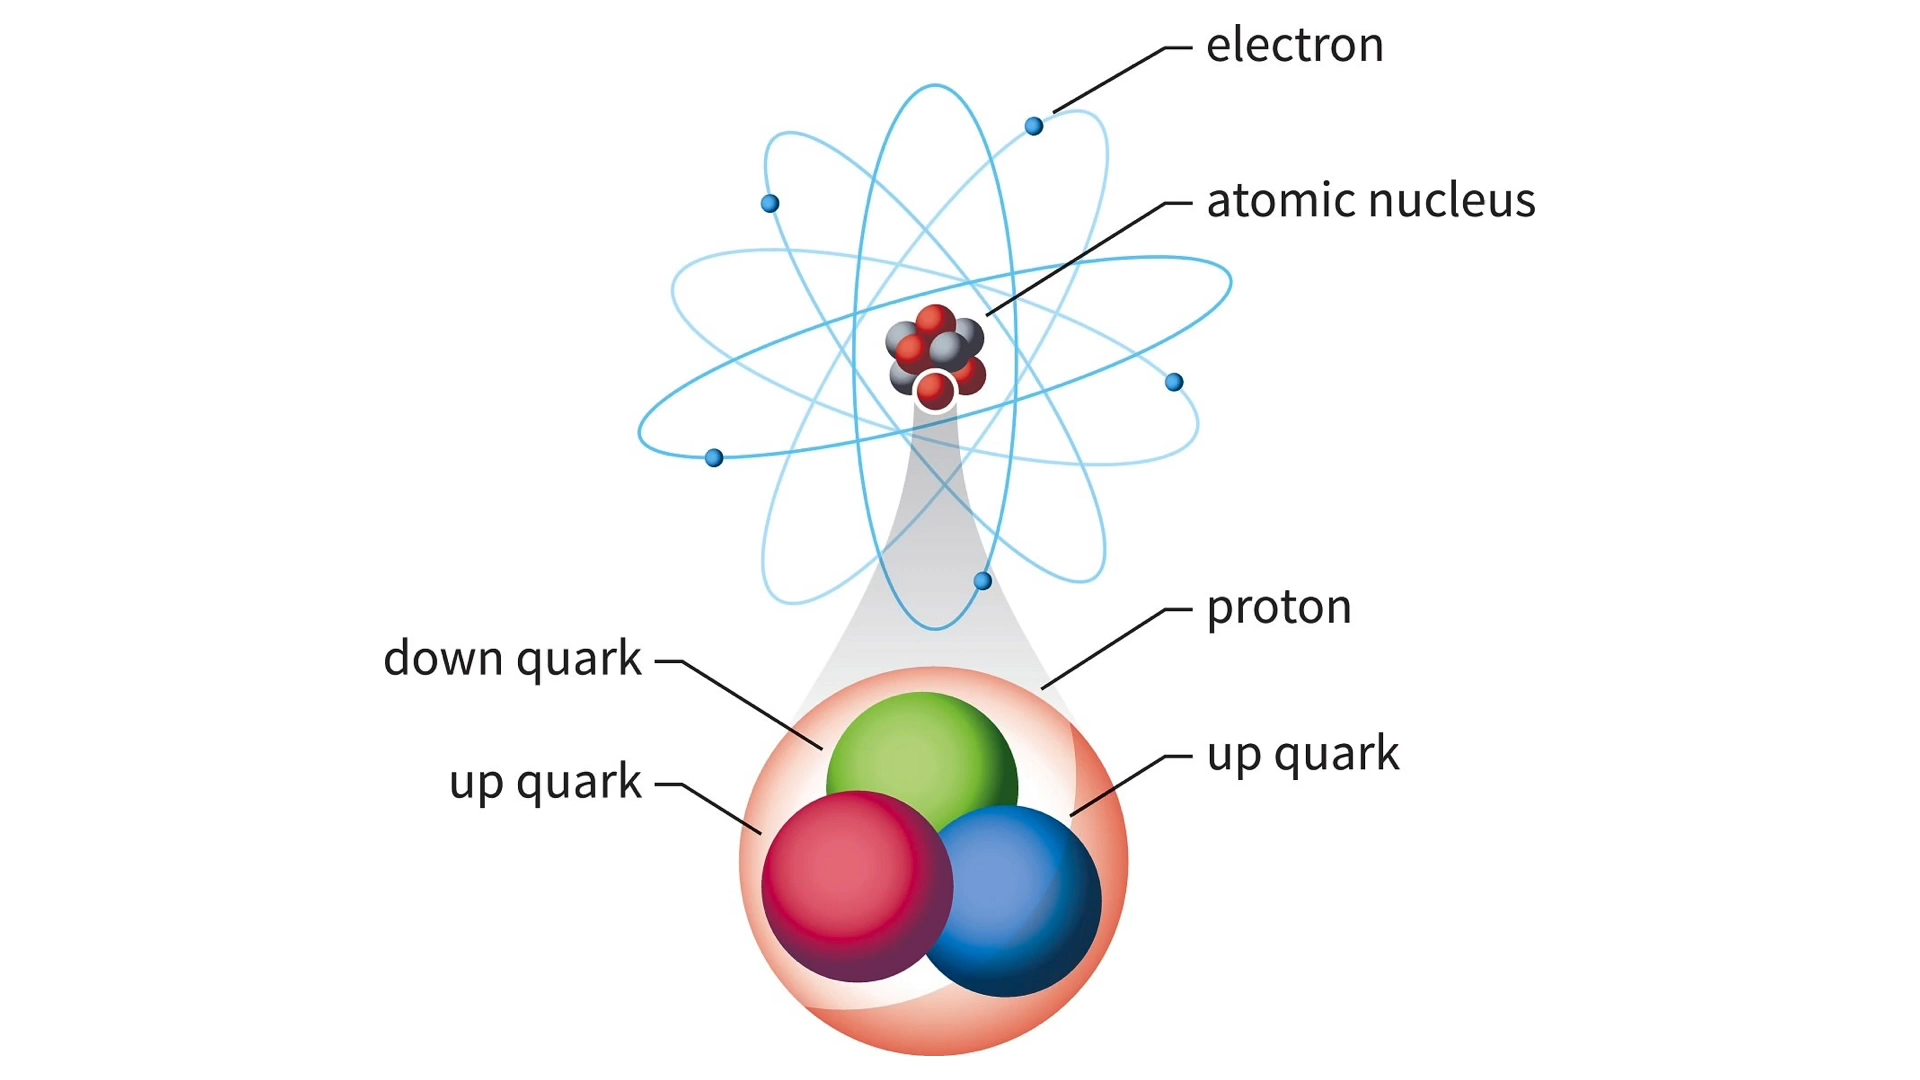 electron
atomic nucleus
proton
down quark
up quark
up quark